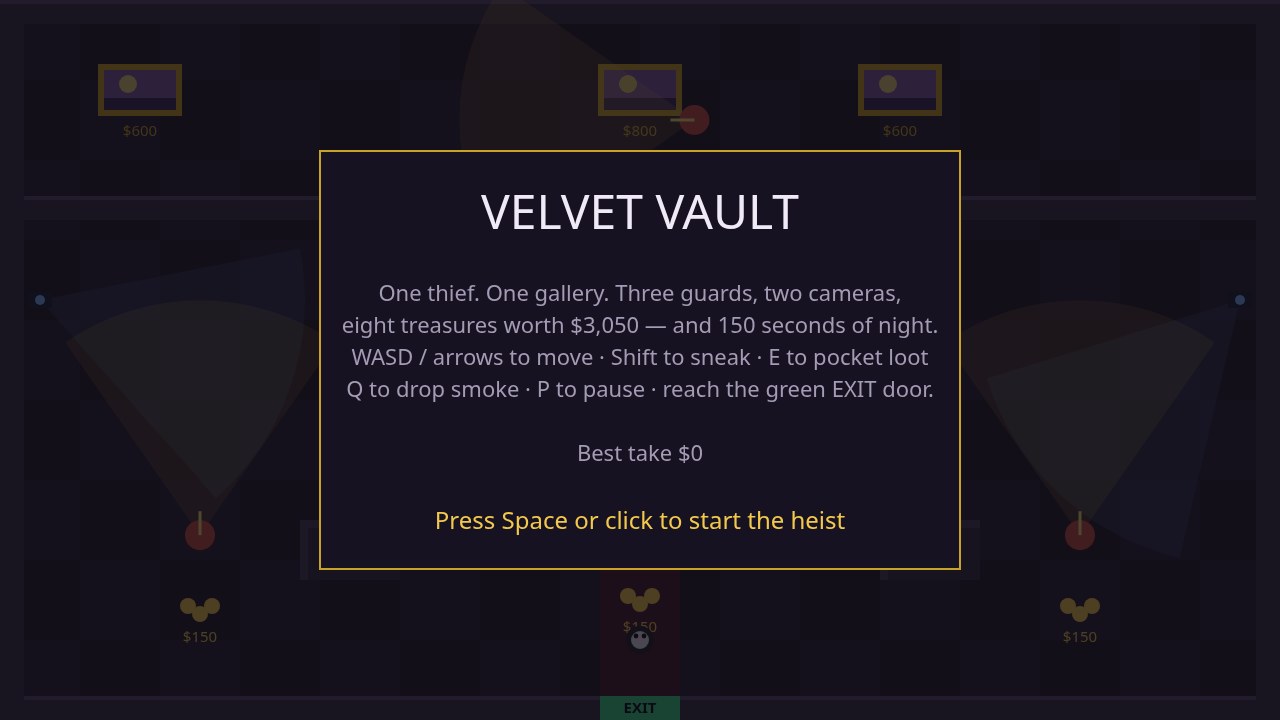 $600
$800
$600
VELVET VAULT
One thief. One gallery. Three guards, two cameras,
eight treasures worth $3,050 — and 150 seconds of night.
WASD / arrows to move · Shift to sneak · E to pocket loot
Q to drop smoke · P to pause · reach the green EXIT door.
Best take $0
Press Space or click to start the heist
$150
$150
$150
EXIT